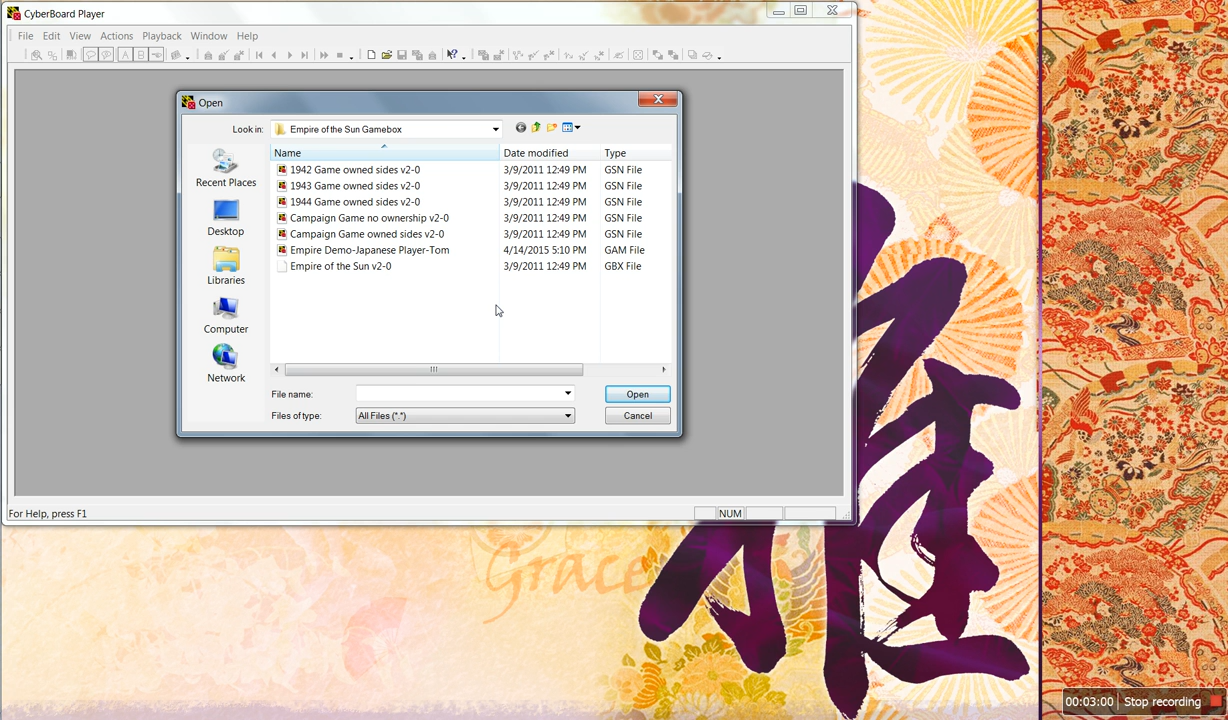 CyberBoard Player
File Edit View Actions Playback Window Help
Open
Look in: Empire of the Sun Gamebox
Name Date modified Type
1942 Game owned sides v2-0 3/9/2011 12:49 PM GSN File
1943 Game owned sides v2-0 3/9/2011 12:49 PM GSN File
1944 Game owned sides v2-0 3/9/2011 12:49 PM GSN File
Campaign Game no ownership v2-0 3/9/2011 12:49 PM GSN File
Campaign Game owned sides v2-0 3/9/2011 12:49 PM GSN File
Empire Demo-Japanese Player-Tom 4/14/2015 5:10 PM GAM File
Empire of the Sun v2-0 3/9/2011 12:49 PM GBX File
Recent Places
Desktop
Libraries
Computer
Network
File name: Open
Files of type: All Files (*.*) Cancel
For Help, press F1 NUM
Grace
00:03:00 Stop recording